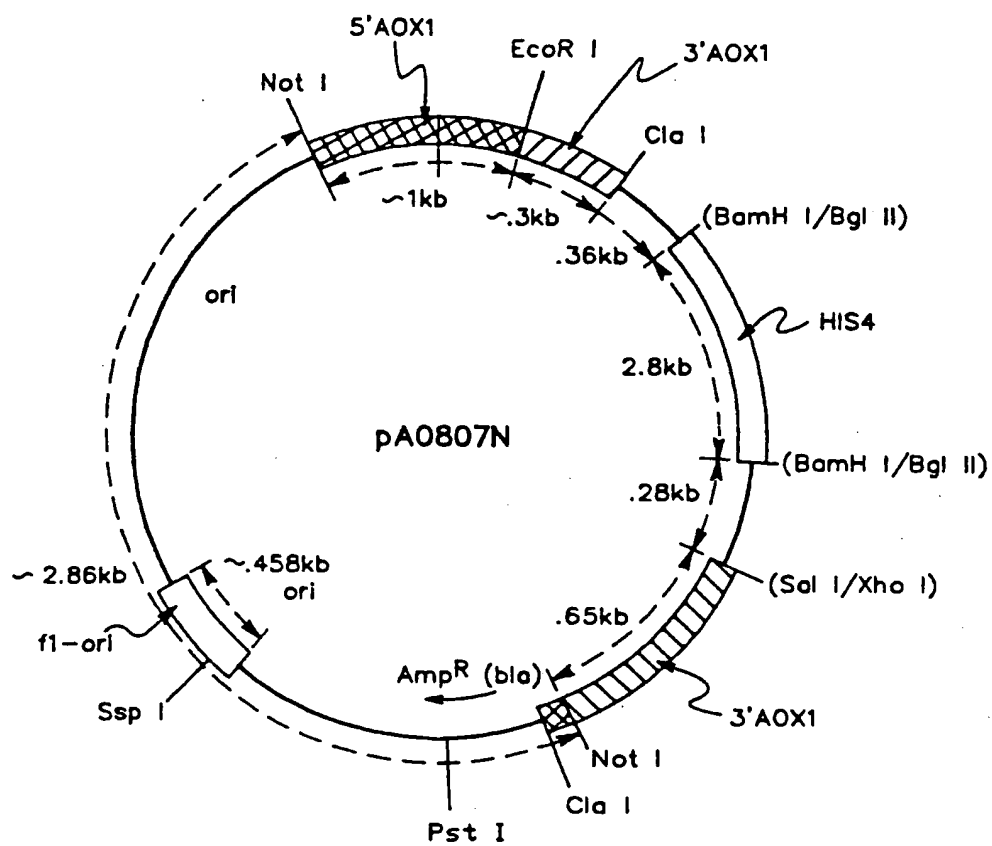 5'AOX1
EcoR I
3'AOX1
Not I
Cla I
~1kb
~.3kb
(BamH I/Bgl II)
.36kb
ori
HIS4
2.8kb
pA0807N
(BamH I/Bgl II)
.28kb
~.458kb
~2.86kb
ori
(Sal I/Xho I)
.65kb
f1-ori
AmpR (bla)
Ssp I
3'AOX1
Not I
Cla I
Pst I